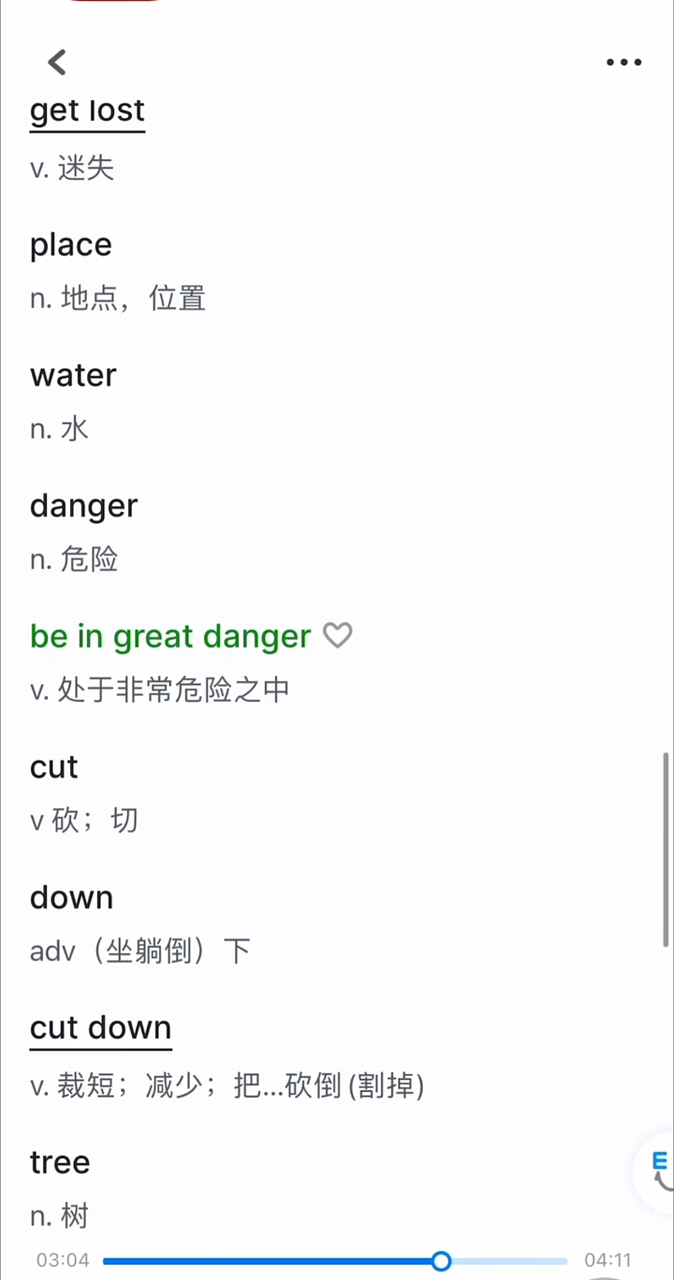 get lost
v. 迷失
place
n. 地点，位置
water
n. 水
danger
n. 危险
be in great danger
v. 处于非常危险之中
cut
v 砍；切
down
adv（坐躺倒）下
cut down
v. 裁短；减少；把...砍倒 (割掉)
tree
n. 树
E
03:04 04:11